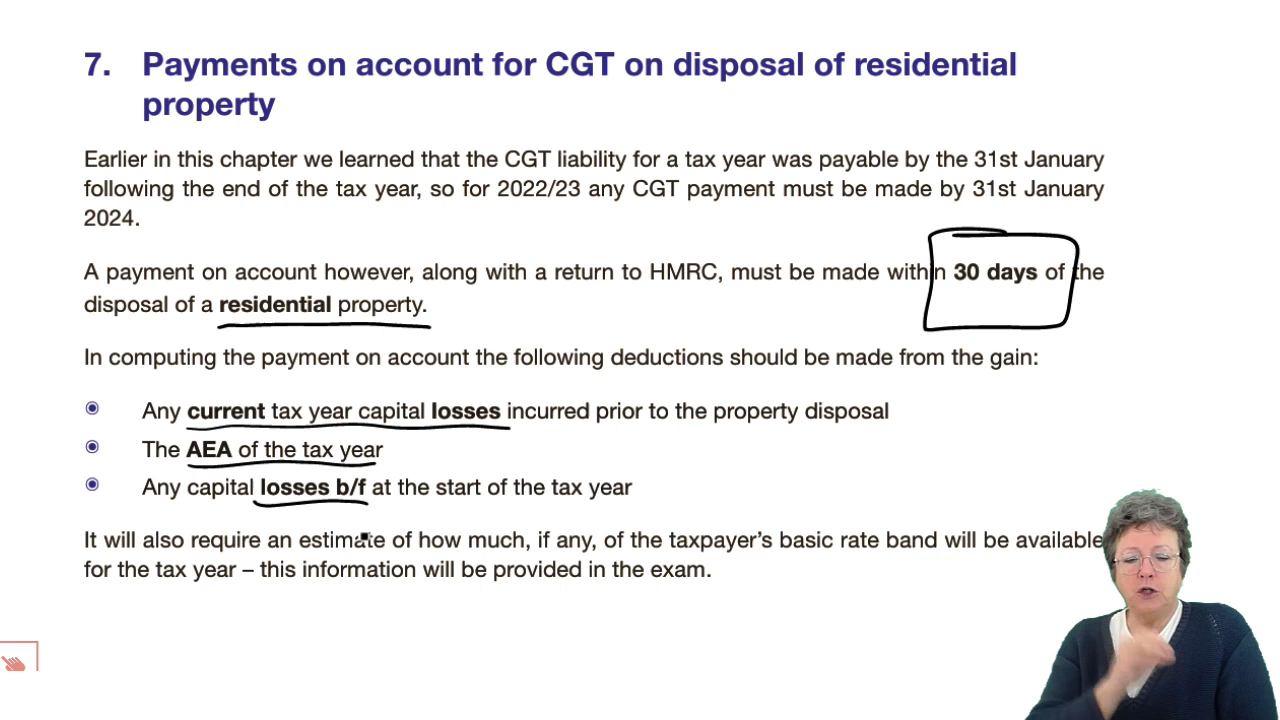 7. Payments on account for CGT on disposal of residential
property
Earlier in this chapter we learned that the CGT liability for a tax year was payable by the 31st January
following the end of the tax year, so for 2022/23 any CGT payment must be made by 31st January
2024.
A payment on account however, along with a return to HMRC, must be made within 30 days of the
disposal of a residential property.
In computing the payment on account the following deductions should be made from the gain:
Any current tax year capital losses incurred prior to the property disposal
The AEA of the tax year
Any capital losses b/f at the start of the tax year
It will also require an estimate of how much, if any, of the taxpayer's basic rate band will be available
for the tax year – this information will be provided in the exam.